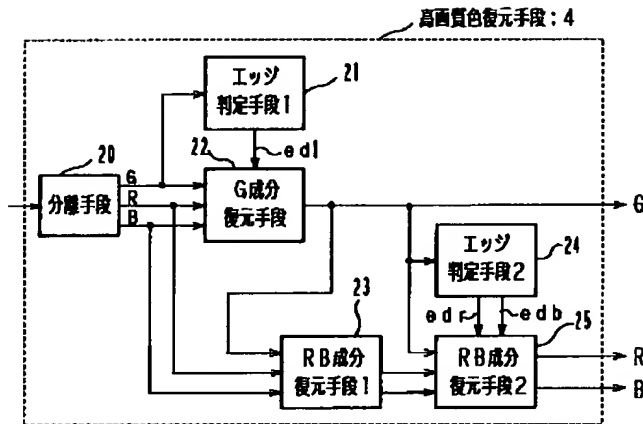 高画質色復元手段:4
エッジ
判定手段1
21
ed1
20
22
分離手段
G
R
B
G成分
復元手段
G
エッジ
判定手段2
24
23
edr
edb
25
RB成分
復元手段1
RB成分
復元手段2
R
B